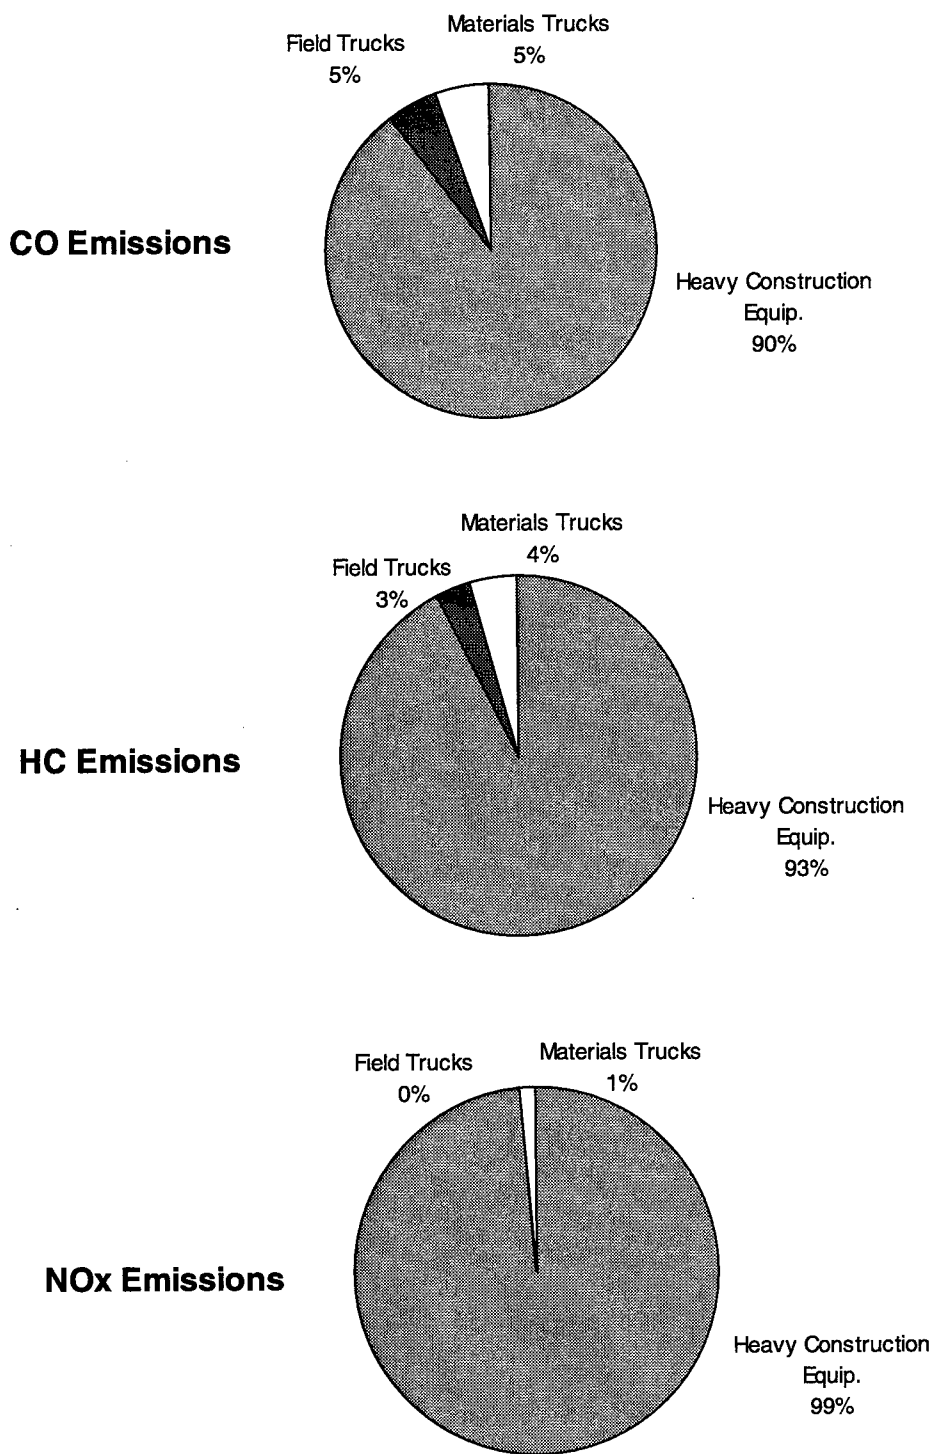 Materials Trucks
5%
Field Trucks
5%
CO Emissions
Heavy Construction
Equip.
90%
Materials Trucks
4%
Field Trucks
3%
HC Emissions
Heavy Construction
Equip.
93%
Materials Trucks
1%
Field Trucks
0%
NOx Emissions
Heavy Construction
Equip.
99%